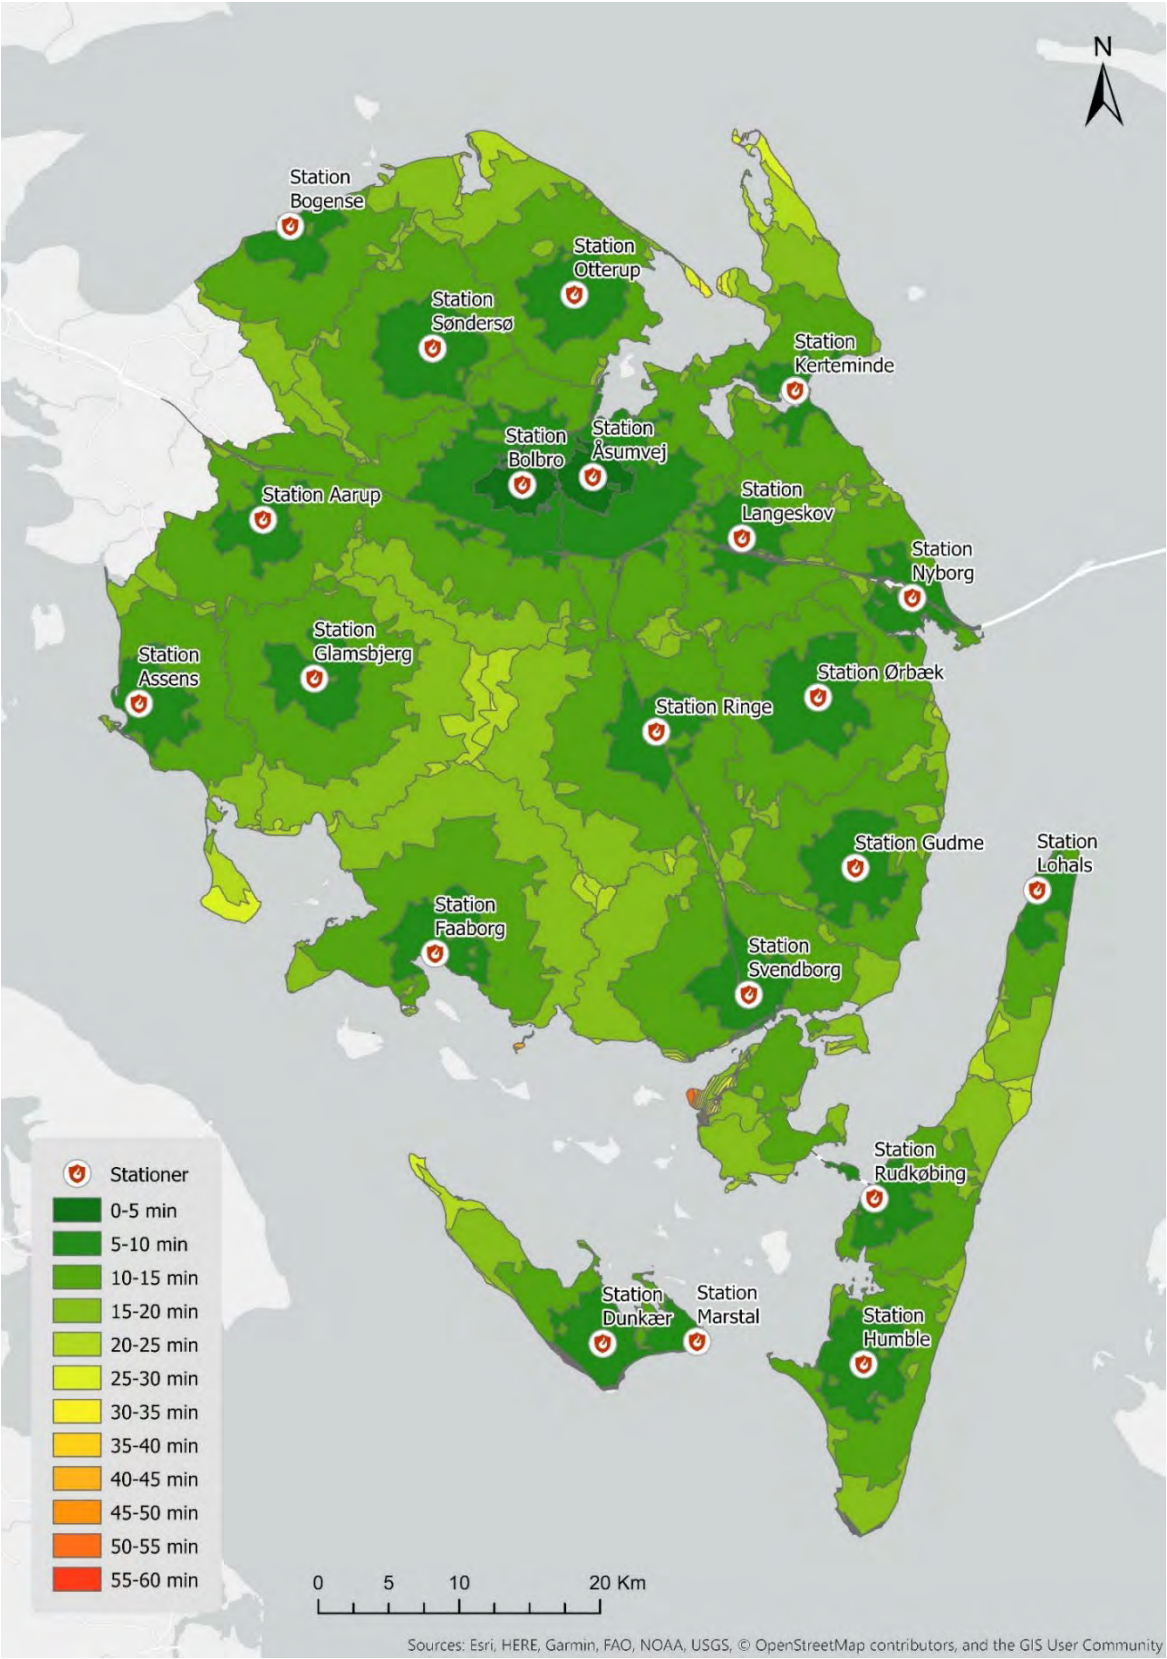 N
Station
Bogense
Station
Otterup
Station
Søndersø
Station
Kerteminde
Station
Bolbro
Station
Åsumvej
Station Aarup
Station
Langeskov
Station
Nyborg
Station
Glamsbjerg
Station
Assens
Station Ørbæk
Station Ringe
Station Gudme
Station
Lohals
Station
Faaborg
Station
Svendborg
Station
Rudkøbing
Station
Dunkær
Station
Marstal
Station
Humble
Stationer
0-5 min
5-10 min
10-15 min
15-20 min
20-25 min
25-30 min
30-35 min
35-40 min
40-45 min
45-50 min
50-55 min
55-60 min
0 5 10 20 Km
Sources: Esri, HERE, Garmin, FAO, NOAA, USGS, © OpenStreetMap contributors, and the GIS User Community